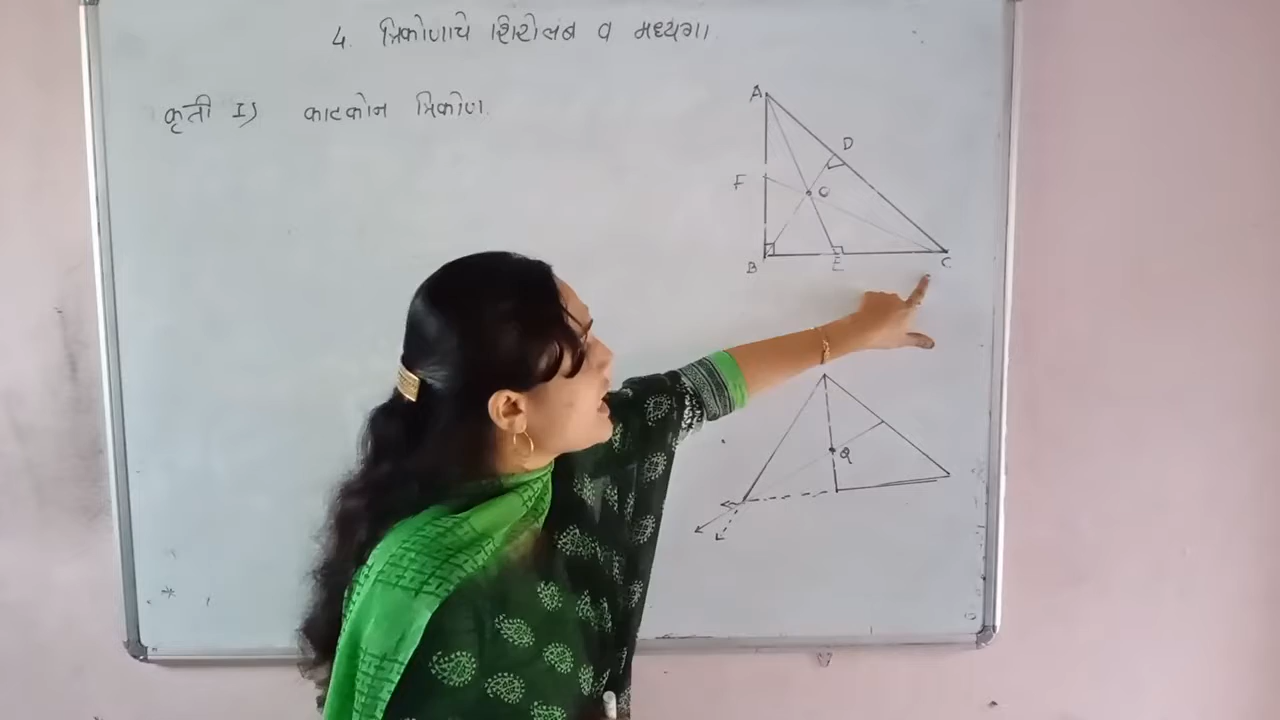 4. त्रिकोणाचे शिरोलंब व मध्यगा
कृती I) काटकोन त्रिकोण.
A
D
F
O
B
E
C
Q